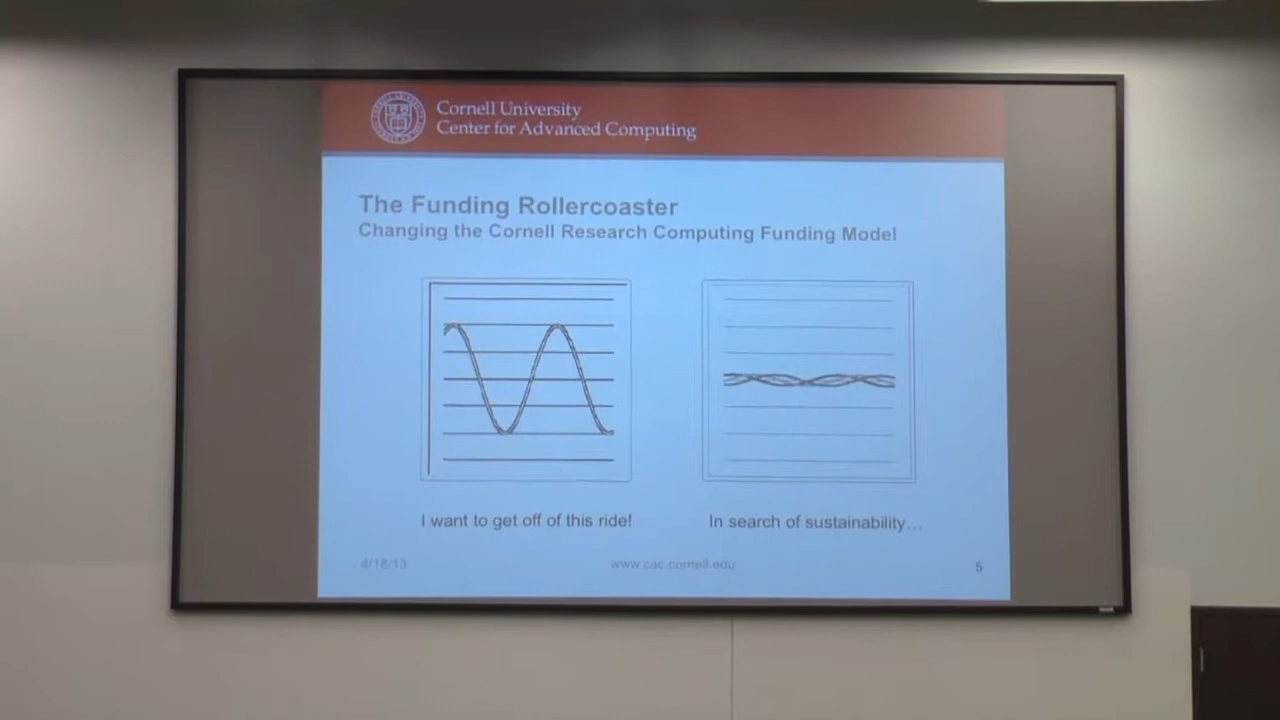 Cornell University
Center for Advanced Computing
The Funding Rollercoaster
Changing the Cornell Research Computing Funding Model
I want to get off of this ride!
In search of sustainability…
4/18/13
www.cac.cornell.edu
5